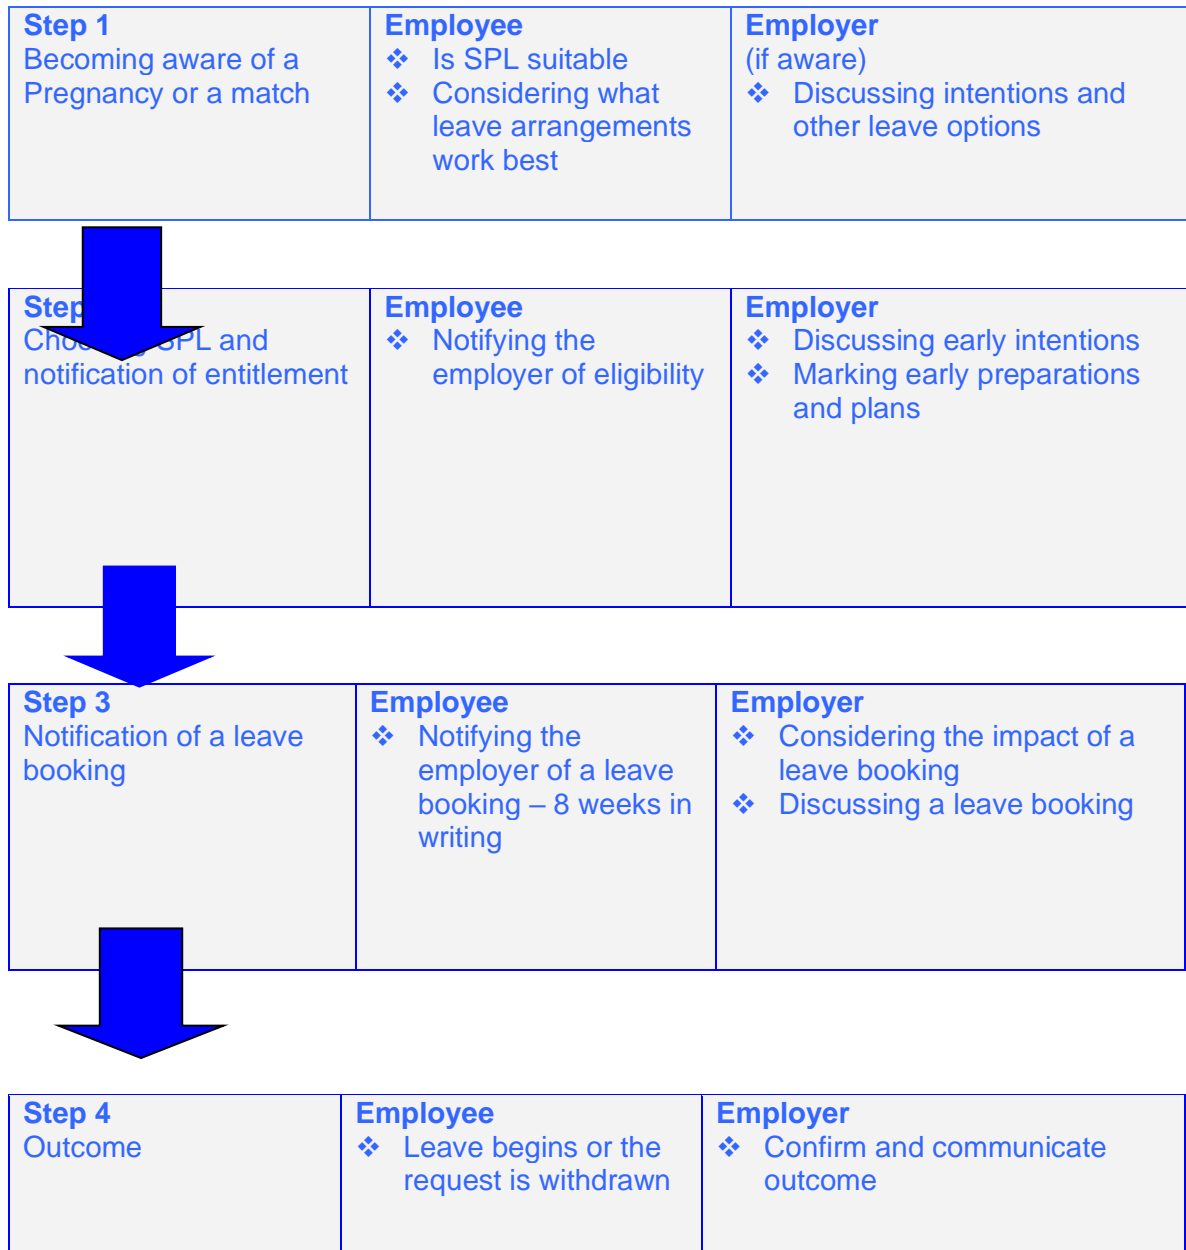 Step 1
Becoming aware of a
Pregnancy or a match
Employee
❖ Is SPL suitable
❖ Considering what
leave arrangements
work best
Employer
(if aware)
❖ Discussing intentions and
other leave options
Step
SPL and
notification of entitlement
Employee
❖ Notifying the
employer of eligibility
Employer
❖ Discussing early intentions
❖ Marking early preparations
and plans
Step 3
Notification of a leave
booking
Employee
❖ Notifying the
employer of a leave
booking – 8 weeks in
writing
Employer
❖ Considering the impact of a
leave booking
❖ Discussing a leave booking
Step 4
Outcome
Employee
❖ Leave begins or the
request is withdrawn
Employer
❖ Confirm and communicate
outcome